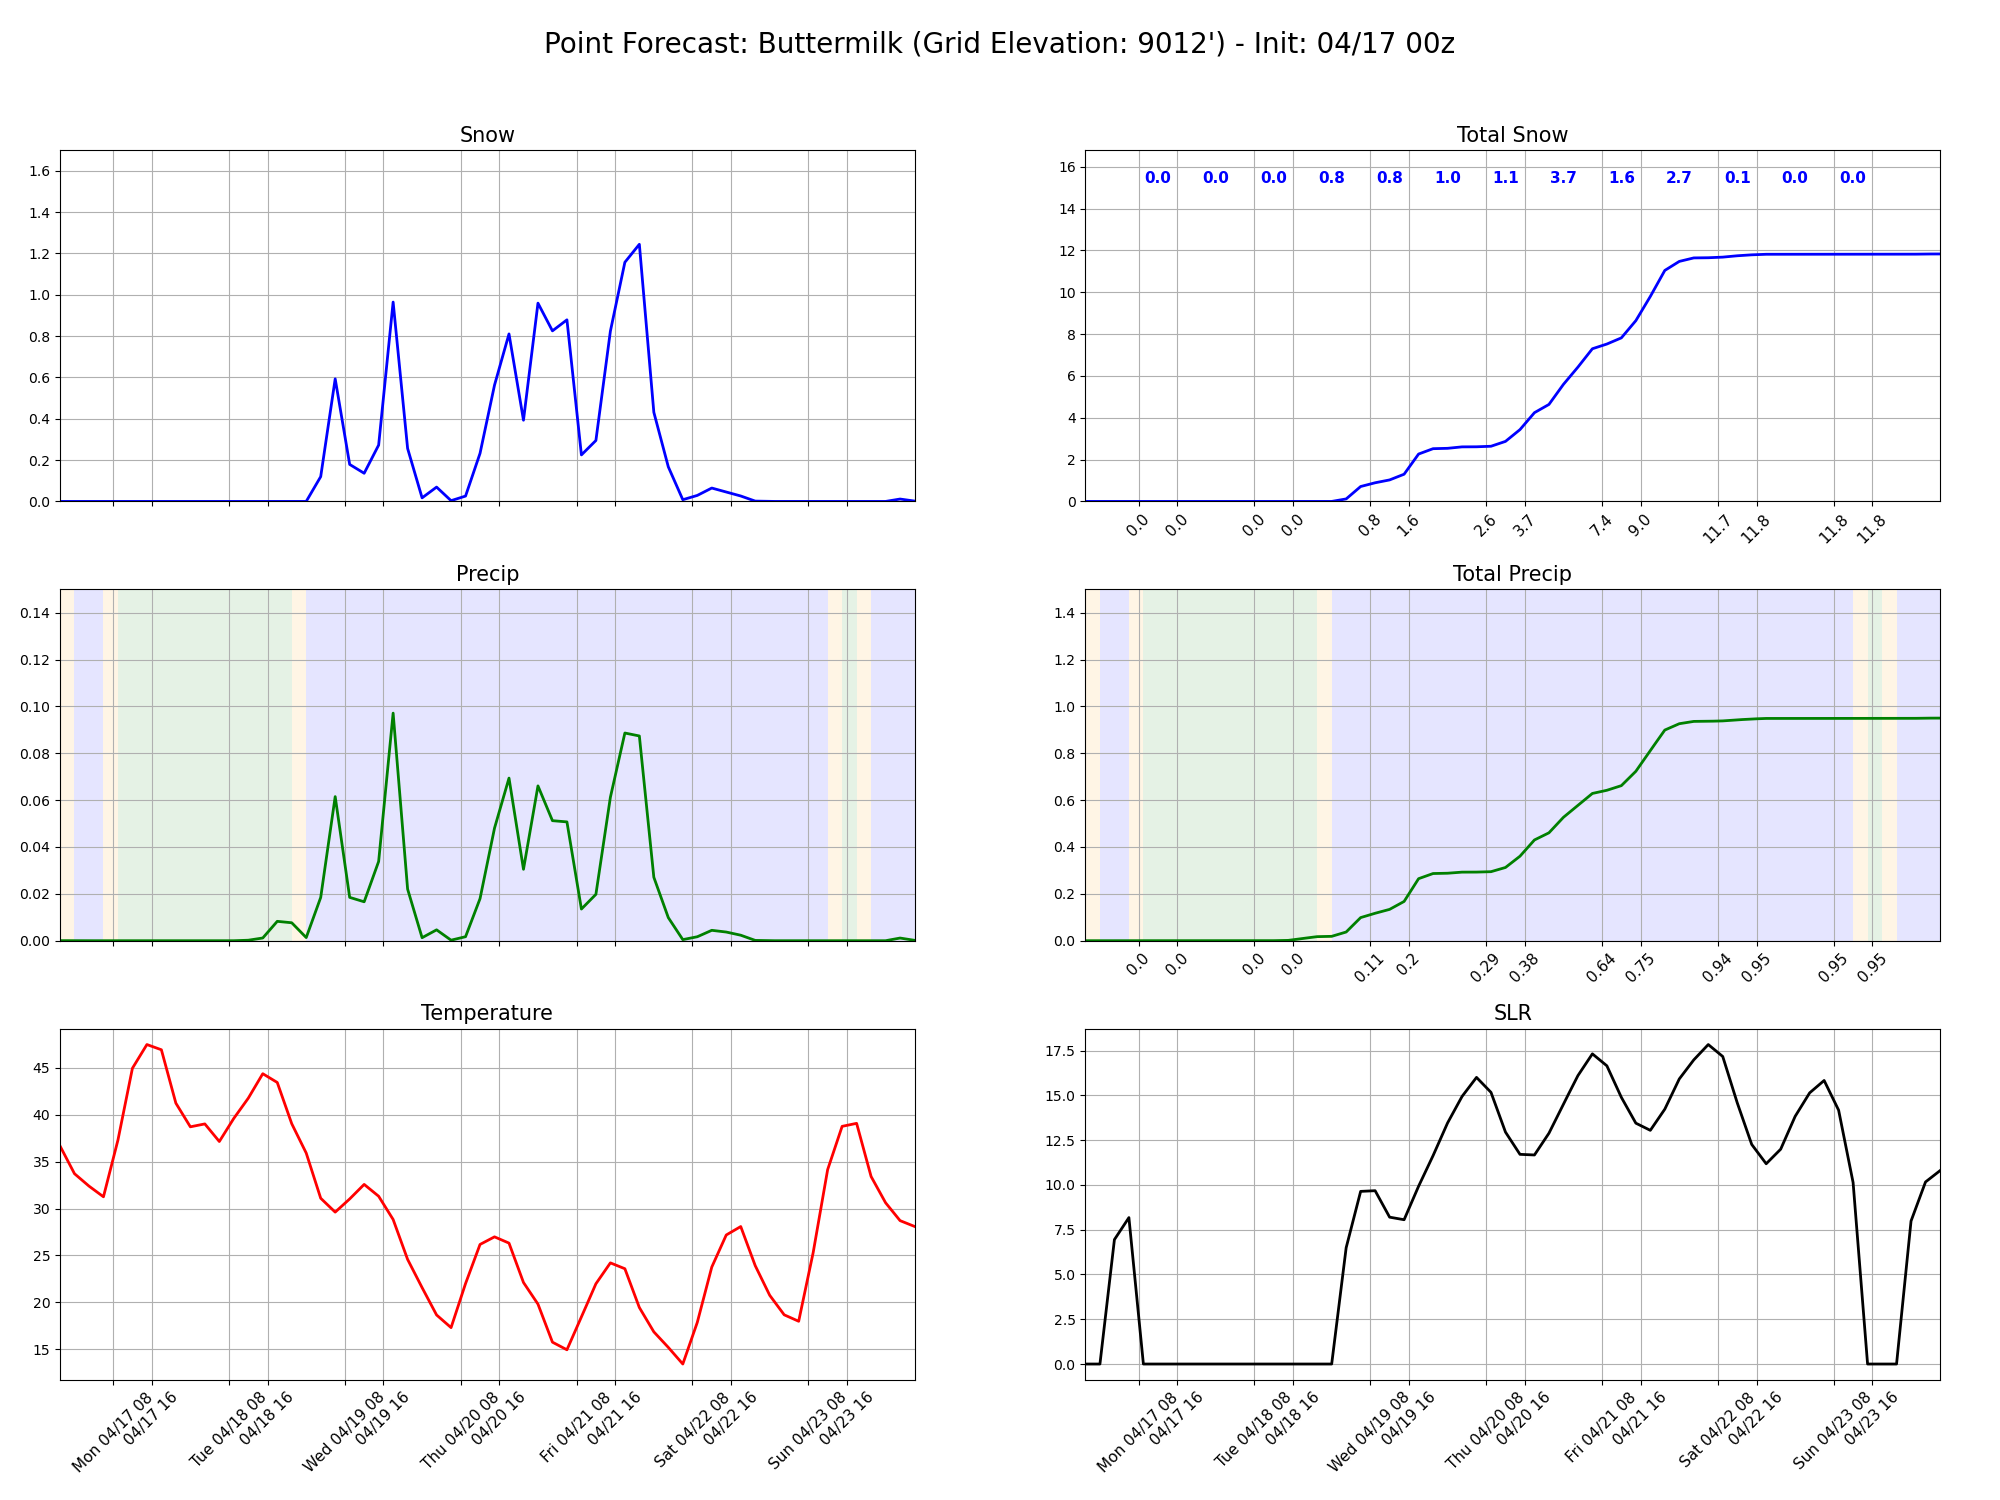 Point Forecast: Buttermilk (Grid Elevation: 9012') - Init: 04/17 00z
Snow
1.6
1.4
1.2
1.0
0.8
0.6
0.4
0.2
0.0
Total Snow
16
14
12
10
8
6
4
2
0
0.0 0.0 0.0 0.8 0.8 1.0 1.1 3.7 1.6 2.7 0.1 0.0 0.0
0.0 0.0 0.0 0.0 0.8 1.6 2.6 3.7 7.4 9.0 11.7 11.8 11.8 11.8
Precip
0.14
0.12
0.10
0.08
0.06
0.04
0.02
0.00
Total Precip
1.4
1.2
1.0
0.8
0.6
0.4
0.2
0.0
0.0 0.0 0.0 0.0 0.11 0.2 0.29 0.38 0.64 0.75 0.94 0.95 0.95 0.95
Temperature
45
40
35
30
25
20
15
Mon 04/17 08
04/17 16
Tue 04/18 08
04/18 16
Wed 04/19 08
04/19 16
Thu 04/20 08
04/20 16
Fri 04/21 08
04/21 16
Sat 04/22 08
04/22 16
Sun 04/23 08
04/23 16
SLR
17.5
15.0
12.5
10.0
7.5
5.0
2.5
0.0
Mon 04/17 08
04/17 16
Tue 04/18 08
04/18 16
Wed 04/19 08
04/19 16
Thu 04/20 08
04/20 16
Fri 04/21 08
04/21 16
Sat 04/22 08
04/22 16
Sun 04/23 08
04/23 16